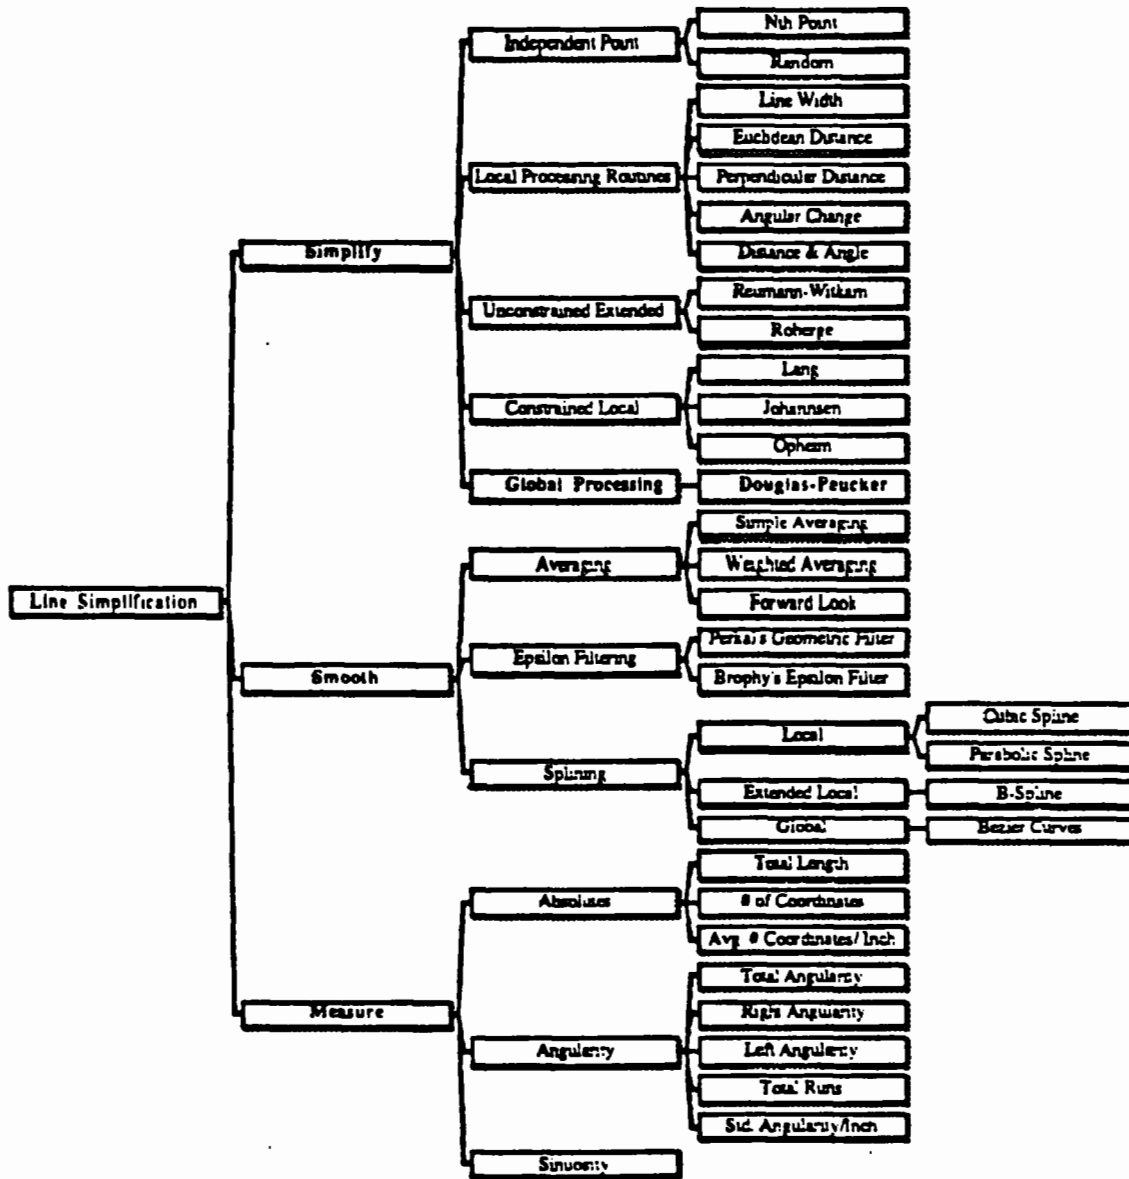 Nth Point
Independent Point
Random
Line Width
Euclidean Distance
Local Processing Routines
Perpendicular Distance
Angular Change
Simplify
Distance & Angle
Reumann-Witkam
Unconstrained Extended
Roberge
Lang
Constrained Local
Johannsen
Opheim
Global Processing
Douglas-Peucker
Simple Averaging
Averaging
Weighted Averaging
Line Simplification
Forward Look
Perkal's Geometric Filter
Epsilon Filtering
Smooth
Brophy's Epsilon Filter
Cubic Spline
Local
Parabolic Spline
Splining
Extended Local
B-Spline
Global
Bezier Curves
Total Length
Absolutes
# of Coordinates
Avg # Coordinates/Inch
Total Angularity
Measure
Right Angularity
Angularity
Left Angularity
Total Runs
Std. Angularity/Inch
Sinuosity